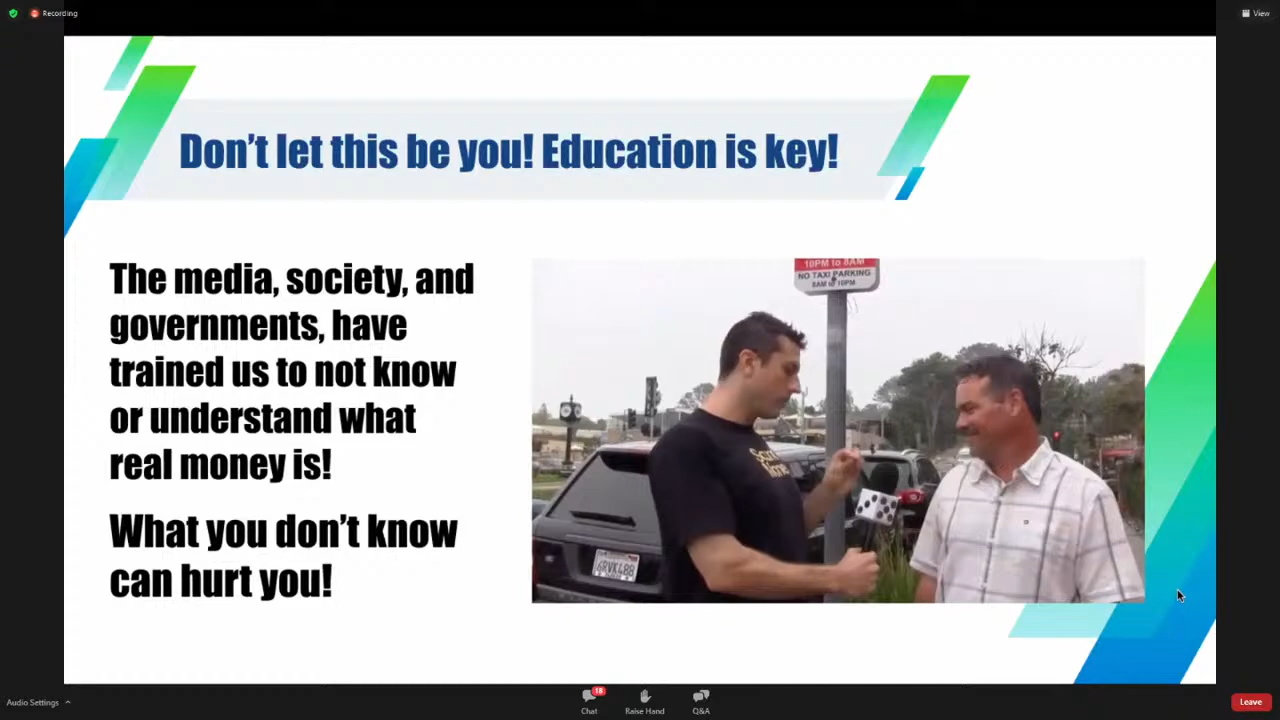 Recording
View
Don't let this be you! Education is key!
The media, society, and
governments, have
trained us to not know
or understand what
real money is!
What you don't know
can hurt you!
10PM to 8AM
NO TAXI PARKING
8AM to 10PM
6RVK488
Audio Settings
18
Chat
Raise Hand
Q&A
Leave